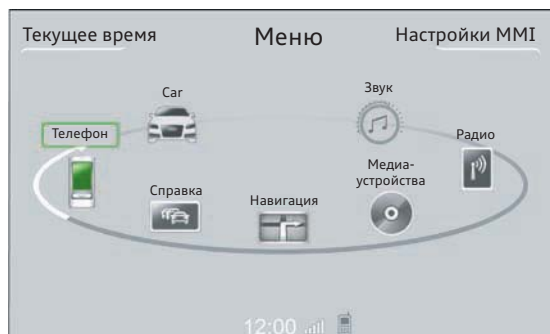 Текущее время
Меню
Настройки MMI
Car
Звук
Телефон
Радио
Медиа-
устройства
Справка
Навигация
12:00